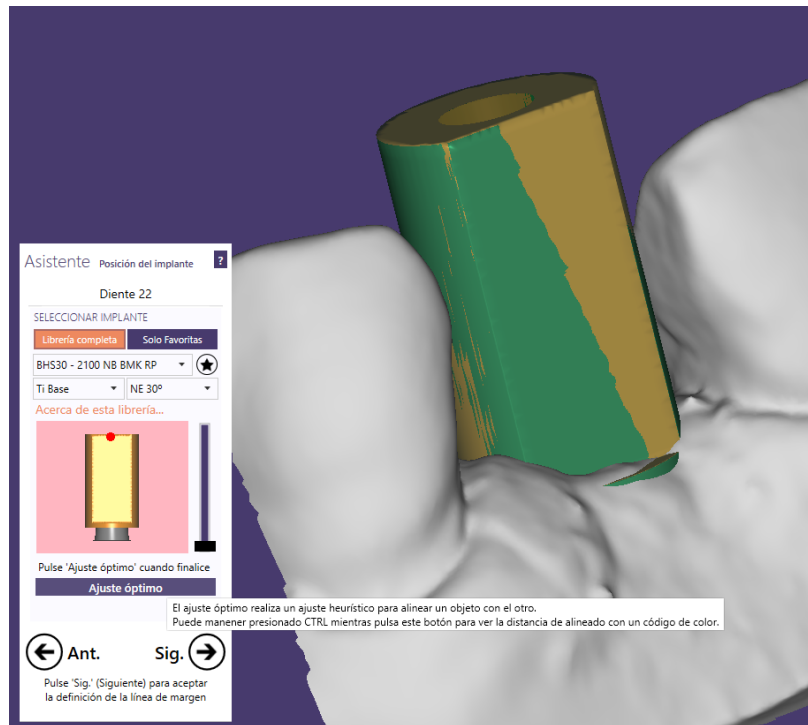 Asistente Posición del implante ?
Diente 22
SELECCIONAR IMPLANTE
Librería completa Solo Favoritas
BHS30 - 2100 NB BMK RP
Ti Base NE 30º
Acerca de esta librería...
Pulse 'Ajuste óptimo' cuando finalice
Ajuste óptimo
El ajuste óptimo realiza un ajuste heurístico para alinear un objeto con el otro.
Puede manener presionado CTRL mientras pulsa este botón para ver la distancia de alineado con un código de color.
Ant. Sig.
Pulse 'Sig.' (Siguiente) para aceptar
la definición de la línea de margen